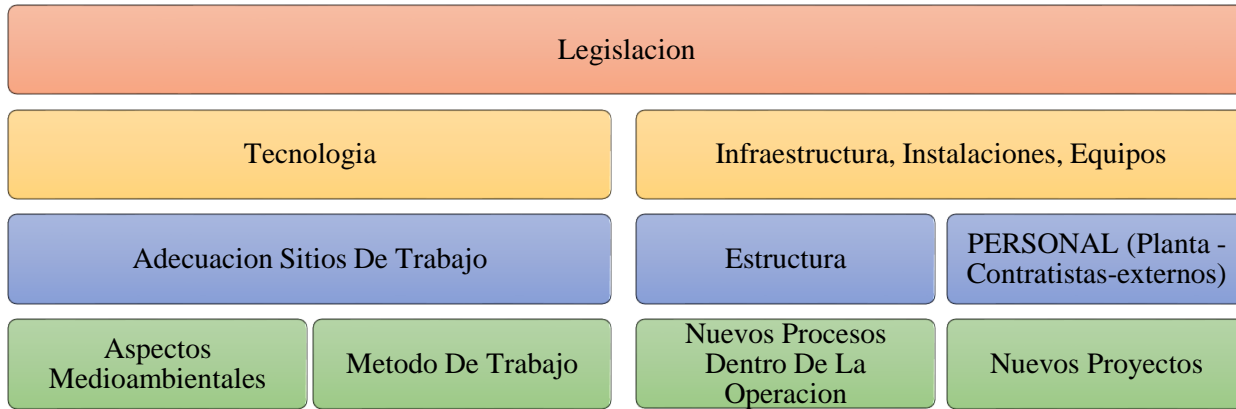 Legislacion
Tecnologia
Infraestructura, Instalaciones, Equipos
Adecuacion Sitios De Trabajo
Estructura
PERSONAL (Planta -
Contratistas-externos)
Aspectos
Medioambientales
Metodo De Trabajo
Nuevos Procesos
Dentro De La
Operacion
Nuevos Proyectos